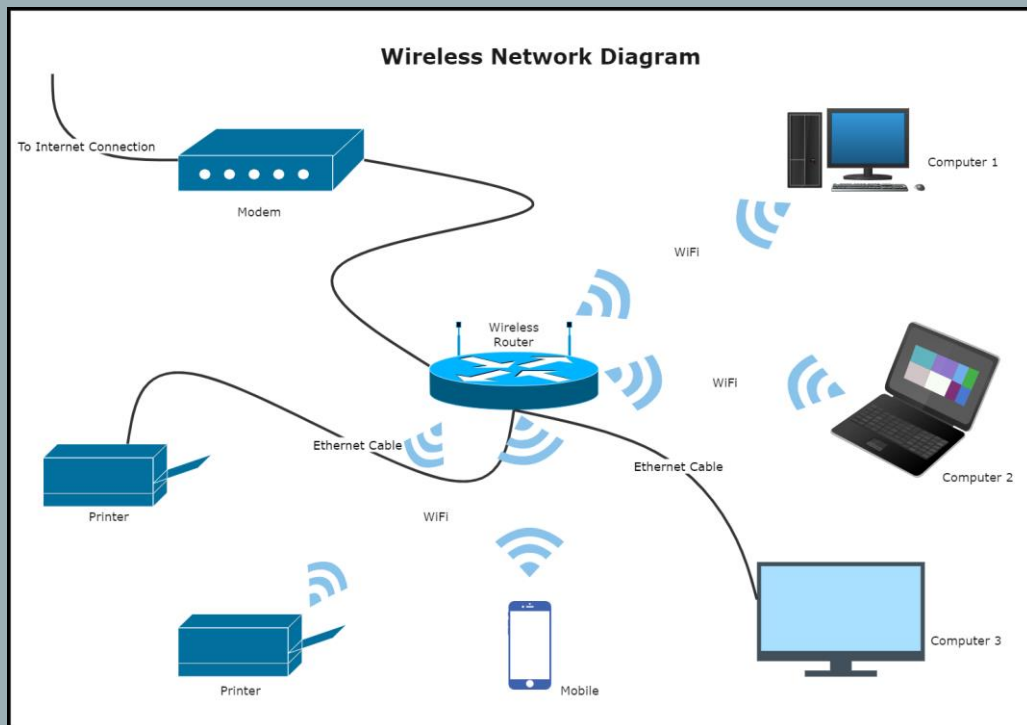 Wireless Network Diagram
To Internet Connection
Modem
Computer 1
WiFi
Wireless
Router
WiFi
Computer 2
Ethernet Cable
Ethernet Cable
Printer
WiFi
Printer
Mobile
Computer 3